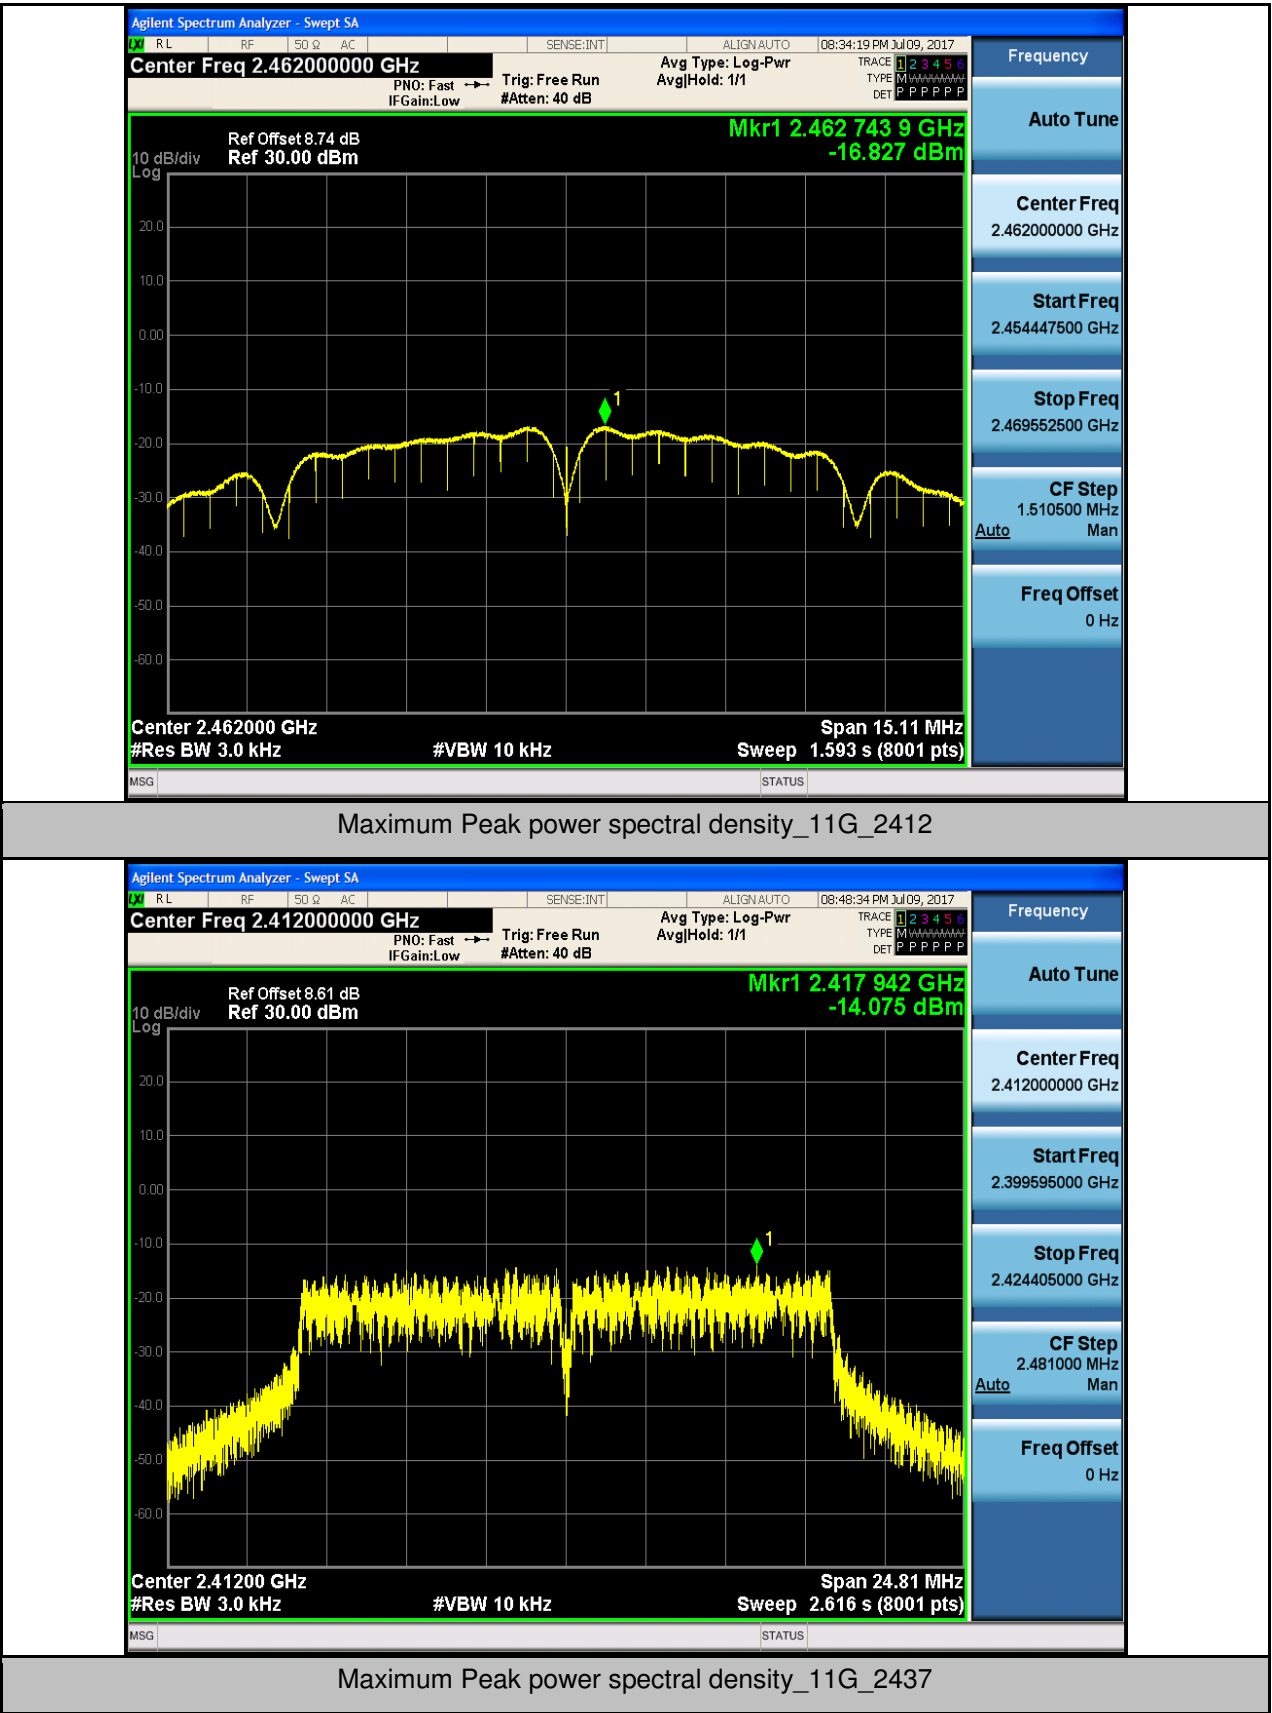 Agilent Spectrum Analyzer - Swept SA
LXI RL RF 50 Ω AC SENSE:INT ALIGN AUTO 08:34:19 PM Jul 09, 2017
Center Freq 2.462000000 GHz
PNO: Fast
IFGain:Low
Trig: Free Run
#Atten: 40 dB
Avg Type: Log-Pwr
Avg|Hold: 1/1
TRACE 1 2 3 4 5 6
TYPE M
DET P P P P P P
Ref Offset 8.74 dB
Ref 30.00 dBm
10 dB/div
Log
Mkr1 2.462 743 9 GHz
-16.827 dBm
20.0
10.0
0.00
-10.0
-20.0
-30.0
-40.0
-50.0
-60.0
1
Center 2.462000 GHz
Span 15.11 MHz
#Res BW 3.0 kHz
#VBW 10 kHz
Sweep 1.593 s (8001 pts)
MSG
STATUS
Frequency
Auto Tune
Center Freq
2.462000000 GHz
Start Freq
2.454447500 GHz
Stop Freq
2.469552500 GHz
CF Step
1.510500 MHz
Auto Man
Freq Offset
0 Hz
Maximum Peak power spectral density_11G_2412
Agilent Spectrum Analyzer - Swept SA
LXI RL RF 50 Ω AC SENSE:INT ALIGN AUTO 08:48:34 PM Jul 09, 2017
Center Freq 2.412000000 GHz
PNO: Fast
IFGain:Low
Trig: Free Run
#Atten: 40 dB
Avg Type: Log-Pwr
Avg|Hold: 1/1
TRACE 1 2 3 4 5 6
TYPE M
DET P P P P P P
Ref Offset 8.61 dB
Ref 30.00 dBm
10 dB/div
Log
Mkr1 2.417 942 GHz
-14.075 dBm
20.0
10.0
0.00
-10.0
-20.0
-30.0
-40.0
-50.0
-60.0
1
Center 2.41200 GHz
Span 24.81 MHz
#Res BW 3.0 kHz
#VBW 10 kHz
Sweep 2.616 s (8001 pts)
MSG
STATUS
Frequency
Auto Tune
Center Freq
2.412000000 GHz
Start Freq
2.399595000 GHz
Stop Freq
2.424405000 GHz
CF Step
2.481000 MHz
Auto Man
Freq Offset
0 Hz
Maximum Peak power spectral density_11G_2437